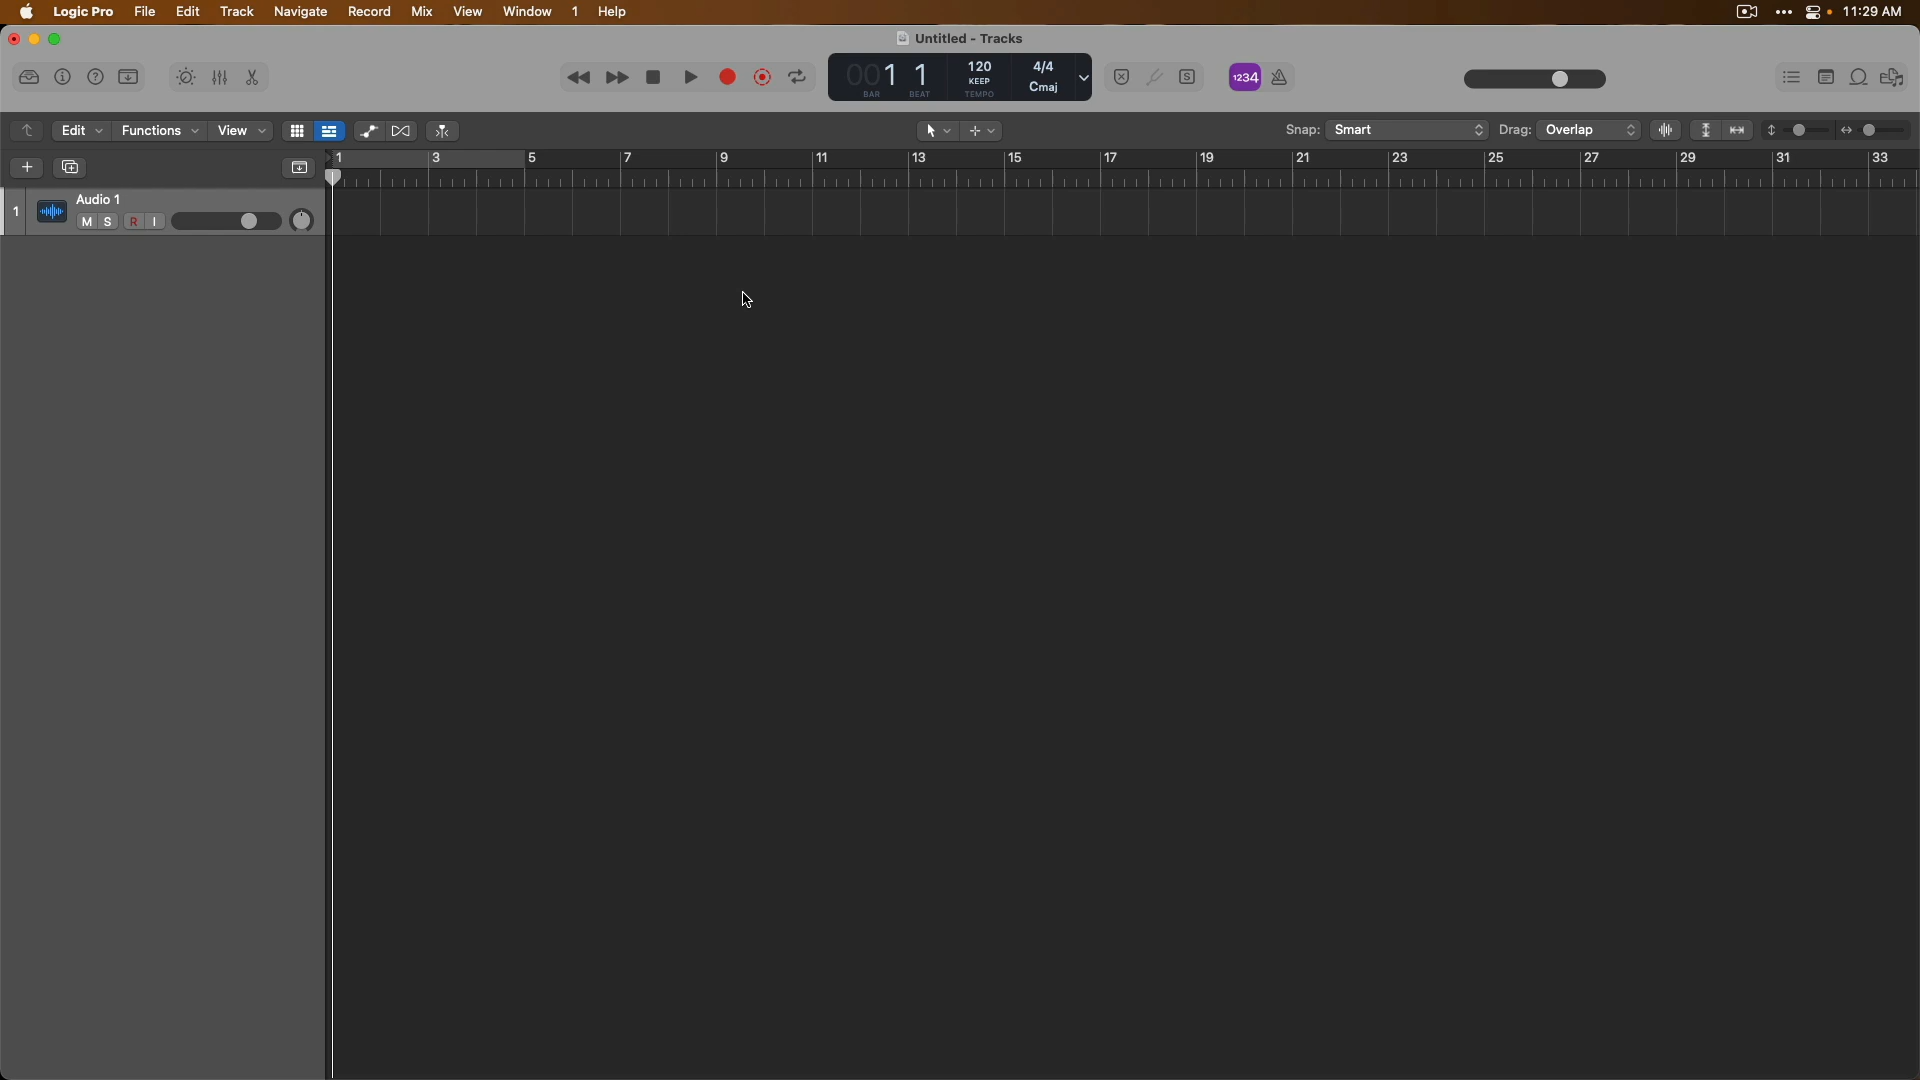 Logic Pro File Edit Track Navigate Record Mix View Window 1 Help 11:29 AM
Untitled - Tracks
001 1 120 4/4
KEEP Cmaj
BAR BEAT TEMPO
S 1234
Edit Functions View Snap: Smart Drag: Overlap
1 3 5 7 9 11 13 15 17 19 21 23 25 27 29 31 33
Audio 1
1
M S R I